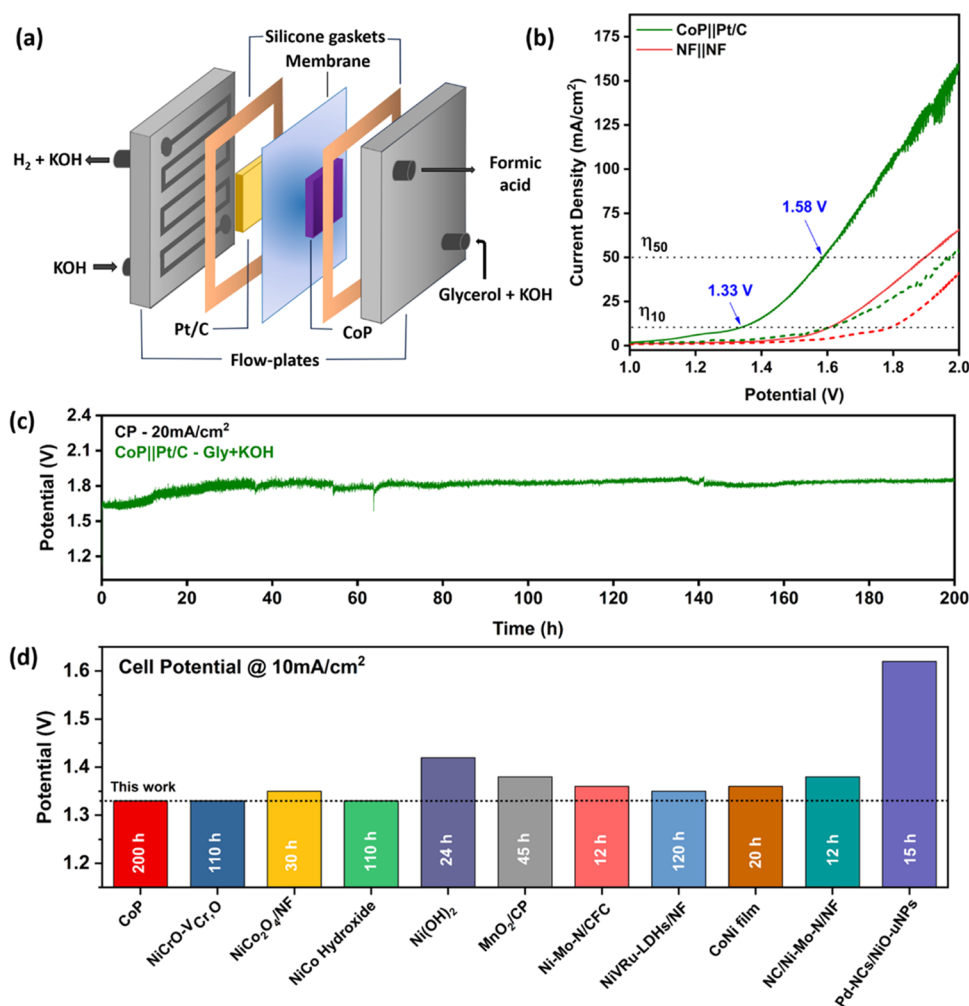 (a)
Silicone gaskets
Membrane
H₂ + KOH
KOH
Pt/C
CoP
Flow-plates
Formic
acid
Glycerol + KOH
(b)
CoP||Pt/C
NF||NF
Current Density (mA/cm²)
175
150
125
100
75
50
25
0
η₅₀
η₁₀
1.58 V
1.33 V
1.0 1.2 1.4 1.6 1.8 2.0
Potential (V)
(c)
CP - 20mA/cm²
CoP||Pt/C - Gly+KOH
Potential (V)
2.4
2.1
1.8
1.5
1.2
0 20 40 60 80 100 120 140 160 180 200
Time (h)
(d)
Cell Potential @ 10mA/cm²
Potential (V)
1.6
1.5
1.4
1.3
1.2
This work
200 h
110 h
30 h
110 h
24 h
45 h
12 h
120 h
20 h
12 h
15 h
CoP
NiCrO-VCr,O
NiCo₂O₄/NF
NiCo Hydroxide
Ni(OH)₂
MnO₂/CP
Ni-Mo-N/CFC
NiVRu-LDHs/NF
CoNi film
NC/Ni-Mo-N/NF
Pd-NCs/NiO-uNPs